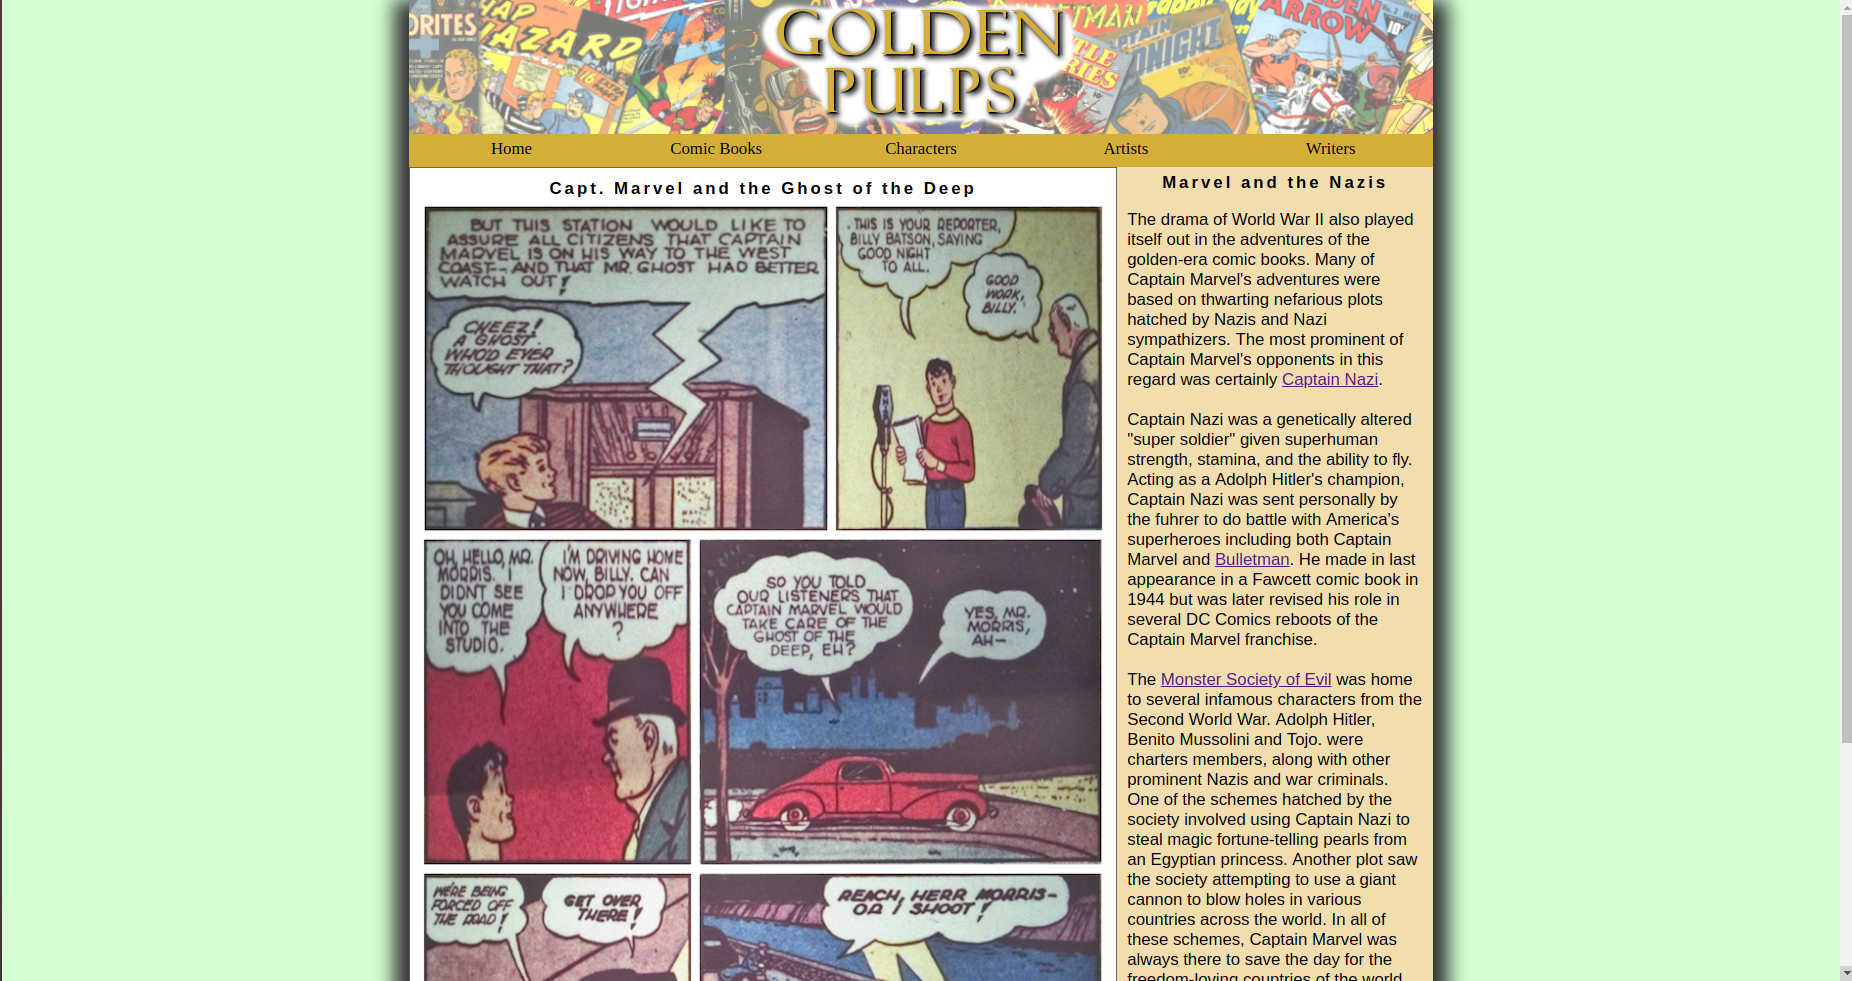 ORITES
HAP
HAZARD
GOLDEN
PULPS
TMAN
KNIGHT
ARROW
No. 2
10¢
Home
Comic Books
Characters
Artists
Writers
Capt. Marvel and the Ghost of the Deep
BUT THIS STATION WOULD LIKE TO
ASSURE ALL CITIZENS THAT CAPTAIN
MARVEL IS ON HIS WAY TO THE WEST
COAST-- AND THAT MR. GHOST HAD BETTER
WATCH OUT!
CHEEZ!
A GHOST.
WHO'D EVER
THOUGHT THAT?
. THIS IS YOUR REPORTER,
BILLY BATSON, SAYING
GOOD NIGHT
TO ALL.
GOOD
WORK,
BILLY.
WHIZ
OH, HELLO, MR.
MORRIS. I
DIDN'T SEE
YOU COME
INTO THE
STUDIO.
I'M DRIVING HOME
NOW, BILLY. CAN
I DROP YOU OFF
ANYWHERE
?
SO YOU TOLD
OUR LISTENERS THAT
CAPTAIN MARVEL WOULD
TAKE CARE OF THE
GHOST OF THE
DEEP, EH?
YES, MR.
MORRIS,
AH—
WE'RE BEING
FORCED OFF
THE ROAD!
GET OVER
THERE!
REACH, HERR MORRIS-
OR I SHOOT!
Marvel and the Nazis
The drama of World War II also played
itself out in the adventures of the
golden-era comic books. Many of
Captain Marvel's adventures were
based on thwarting nefarious plots
hatched by Nazis and Nazi
sympathizers. The most prominent of
Captain Marvel's opponents in this
regard was certainly Captain Nazi.
Captain Nazi was a genetically altered
"super soldier" given superhuman
strength, stamina, and the ability to fly.
Acting as a Adolph Hitler's champion,
Captain Nazi was sent personally by
the fuhrer to do battle with America's
superheroes including both Captain
Marvel and Bulletman. He made in last
appearance in a Fawcett comic book in
1944 but was later revised his role in
several DC Comics reboots of the
Captain Marvel franchise.
The Monster Society of Evil was home
to several infamous characters from the
Second World War. Adolph Hitler,
Benito Mussolini and Tojo. were
charters members, along with other
prominent Nazis and war criminals.
One of the schemes hatched by the
society involved using Captain Nazi to
steal magic fortune-telling pearls from
an Egyptian princess. Another plot saw
the society attempting to use a giant
cannon to blow holes in various
countries across the world. In all of
these schemes, Captain Marvel was
always there to save the day for the
freedom-loving countries of the world.